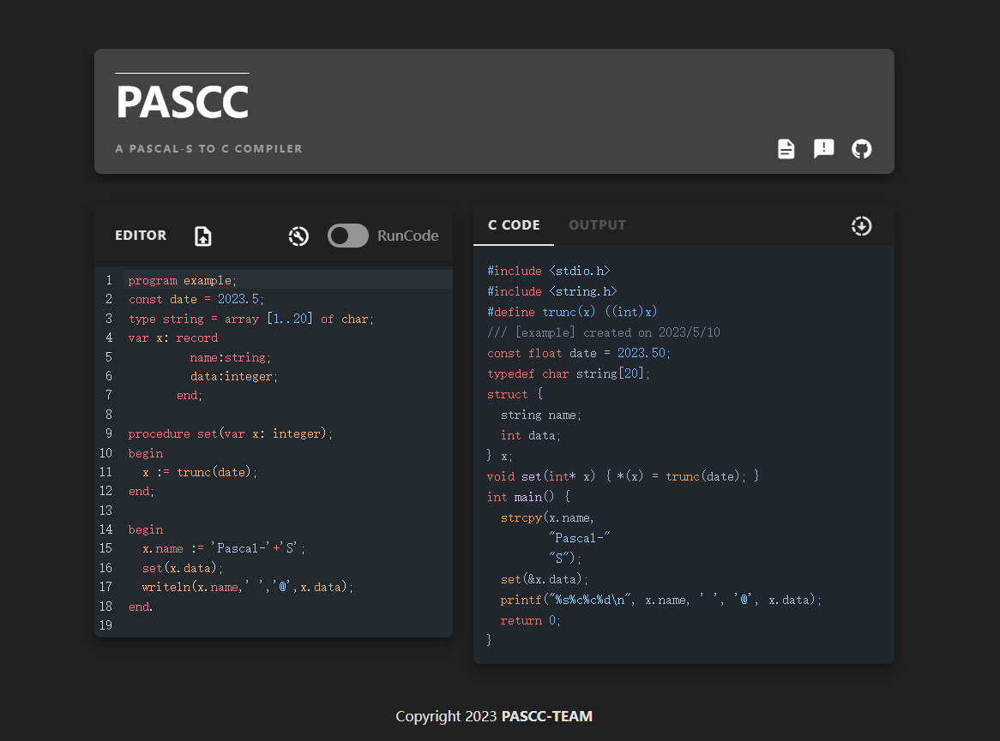 PASCC
A PASCAL-S TO C COMPILER
EDITOR
RunCode
1 program example;
2 const date = 2023.5;
3 type string = array [1..20] of char;
4 var x: record
5 name:string;
6 data:integer;
7 end;
8
9 procedure set(var x: integer);
10 begin
11 x := trunc(date);
12 end;
13
14 begin
15 x.name := 'Pascal-'+'S';
16 set(x.data);
17 writeln(x.name,' ','@',x.data);
18 end.
19
C CODE OUTPUT
#include <stdio.h>
#include <string.h>
#define trunc(x) ((int)x)
/// [example] created on 2023/5/10
const float date = 2023.50;
typedef char string[20];
struct {
string name;
int data;
} x;
void set(int* x) { *(x) = trunc(date); }
int main() {
strcpy(x.name,
"Pascal-"
"S");
set(&x.data);
printf("%s%c%c%d\n", x.name, ' ', '@', x.data);
return 0;
}
Copyright 2023 PASCC-TEAM